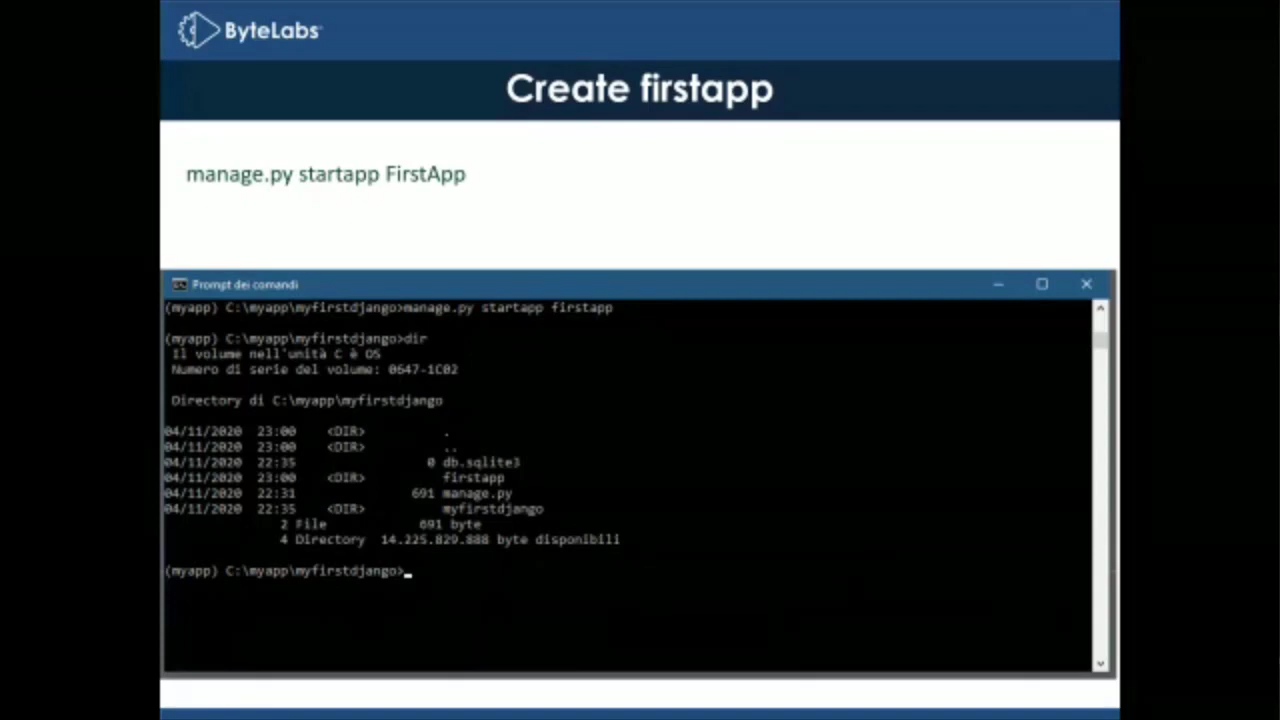 ByteLabs
Create firstapp
manage.py startapp FirstApp
Prompt dei comandi
(myapp) C:\myapp\myfirstdjango>manage.py startapp firstapp
(myapp) C:\myapp\myfirstdjango>dir
Il volume nell'unità C è OS
Numero di serie del volume: 0647-1C02
Directory di C:\myapp\myfirstdjango
04/11/2020  23:00    <DIR>          .
04/11/2020  23:00    <DIR>          ..
04/11/2020  22:35                 0 db.sqlite3
04/11/2020  23:00    <DIR>          firstapp
04/11/2020  22:31               691 manage.py
04/11/2020  22:35    <DIR>          myfirstdjango
2 File            691 byte
4 Directory  14.225.829.888 byte disponibili
(myapp) C:\myapp\myfirstdjango>